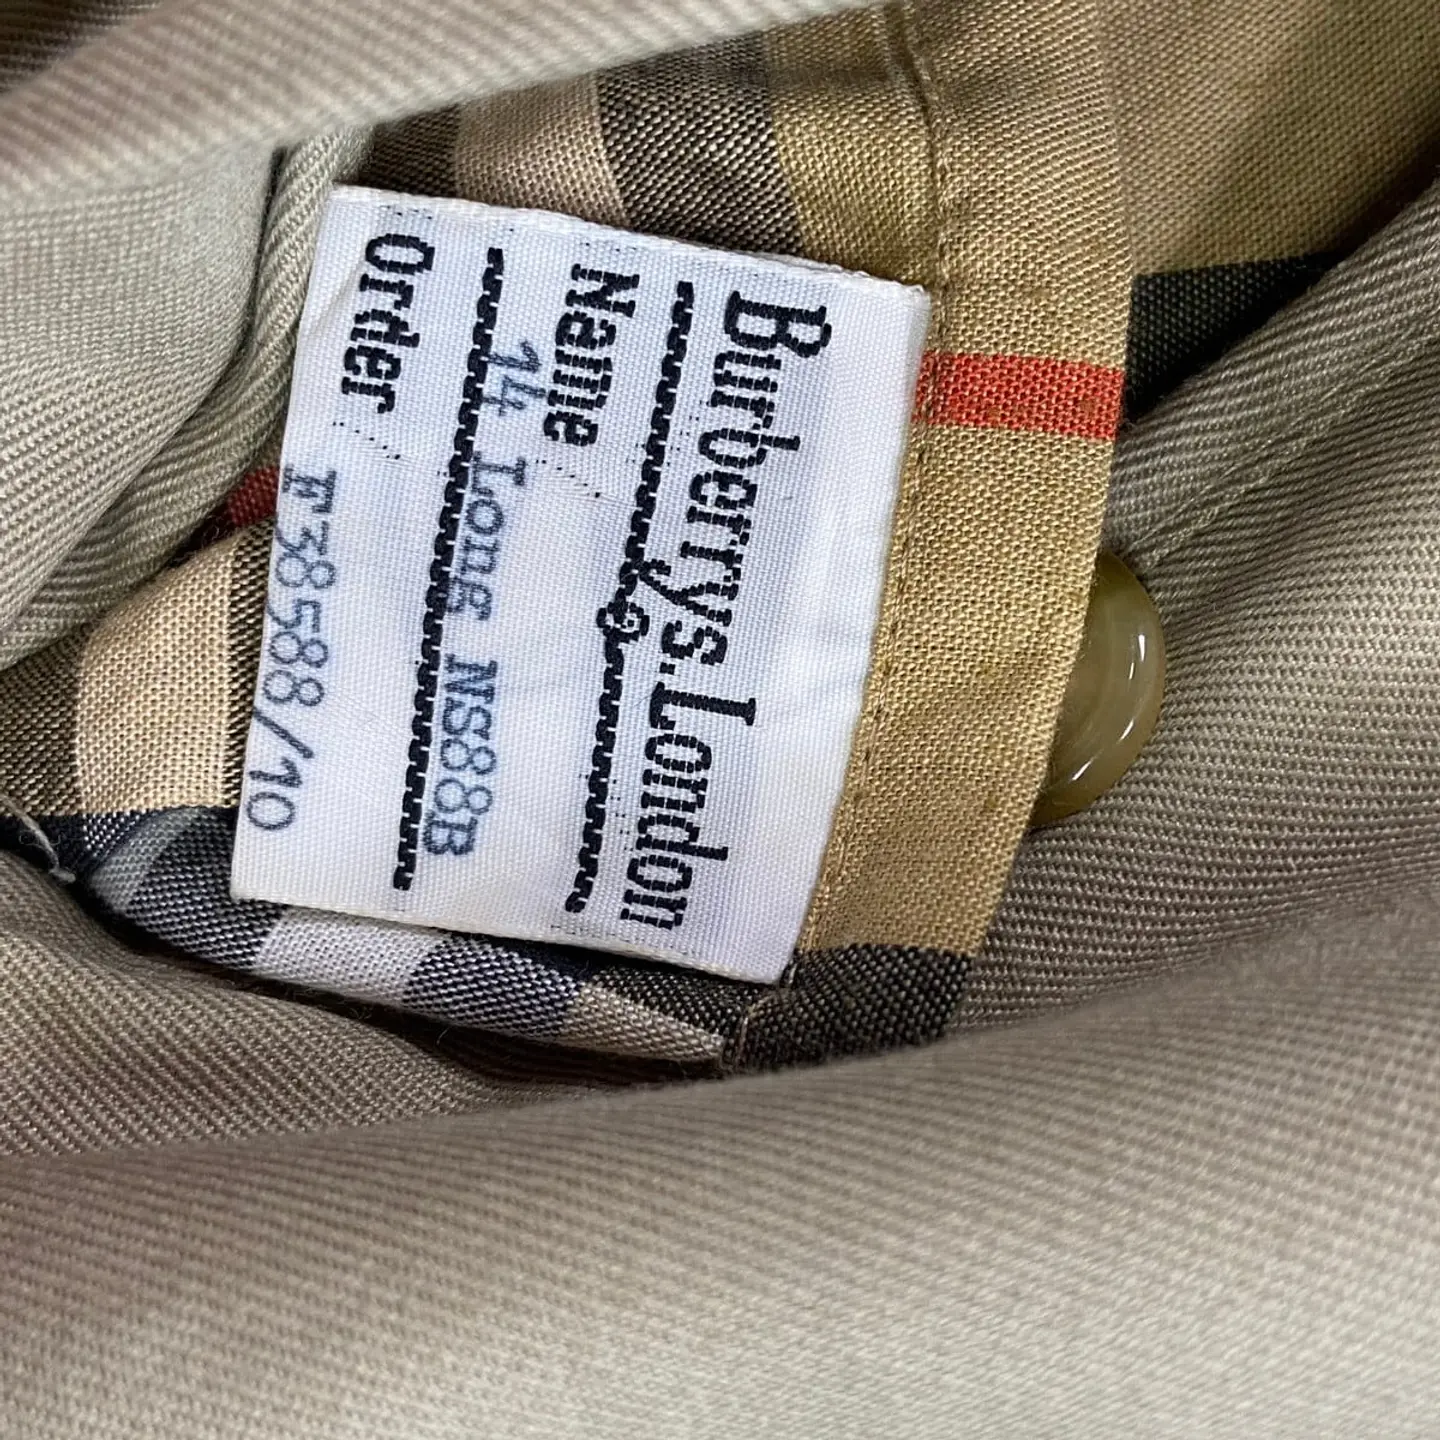 Burberrys.London
Name
14 Long NS88B
Order
F38588/10